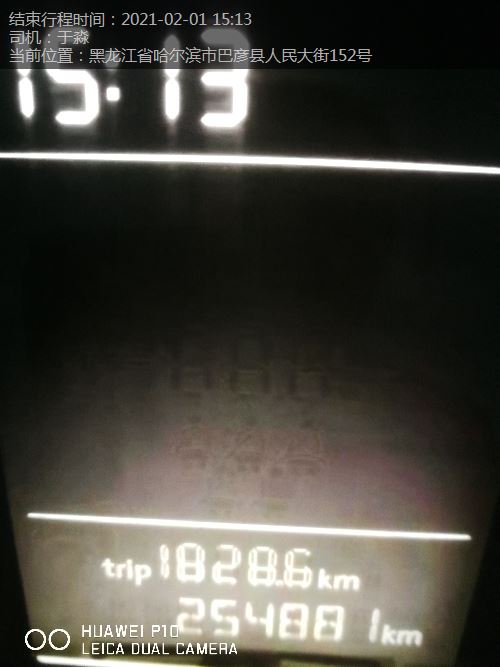 结束行程时间：2021-02-01 15:13
司机：于淼
当前位置：黑龙江省哈尔滨市巴彦县人民大街152号
15:13
trip 1828.6 km
254881 km
HUAWEI P10
LEICA DUAL CAMERA